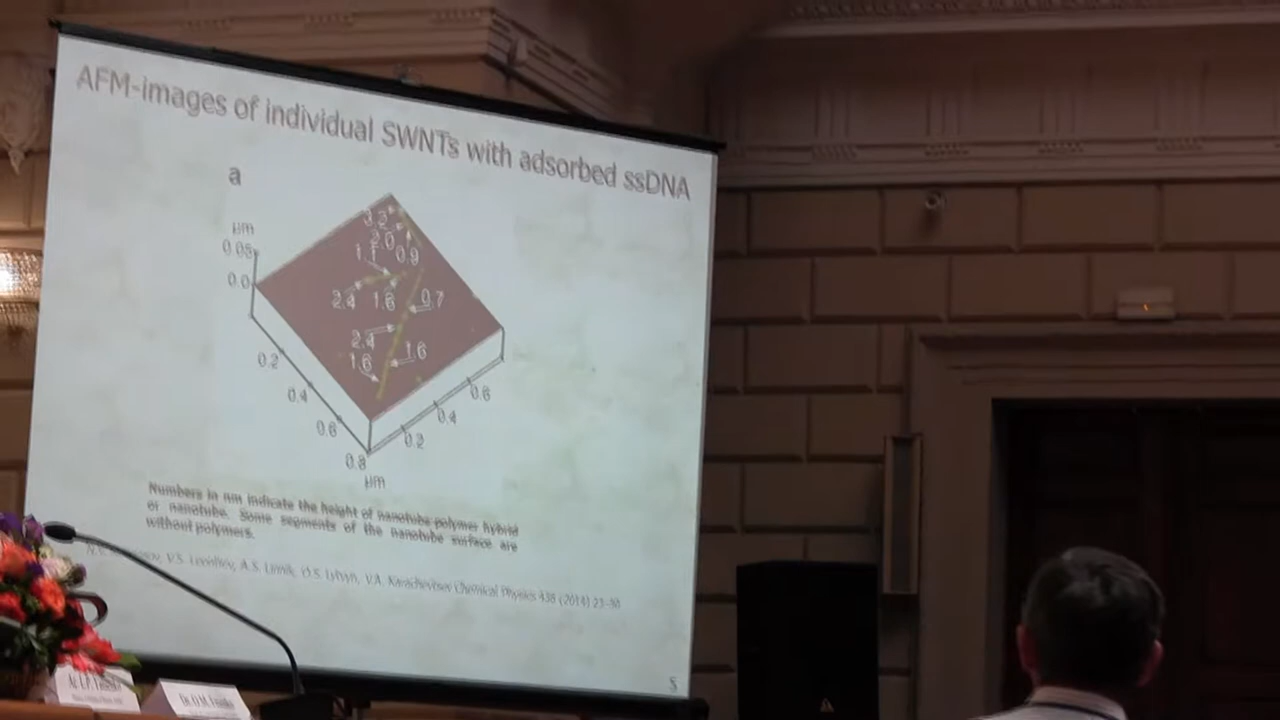 AFM-images of individual SWNTs with adsorbed ssDNA
a
µm
0.05
0.0
3.2
2.0
1.1 0.9
2.4 1.6 0.7
2.4
1.6 1.6
0.2
0.4
0.6
0.8
0.2
0.4
0.6
µm
Numbers in nm indicate the height of nanotube-polymer hybrid
or nanotube. Some segments of the nanotube surface are
without polymers.
V.S. Leontiev, A.S. Linnik, O.S. Lytvyn, V.A. Karachevtsev Chemical Physics 438 (2014) 23-30
5